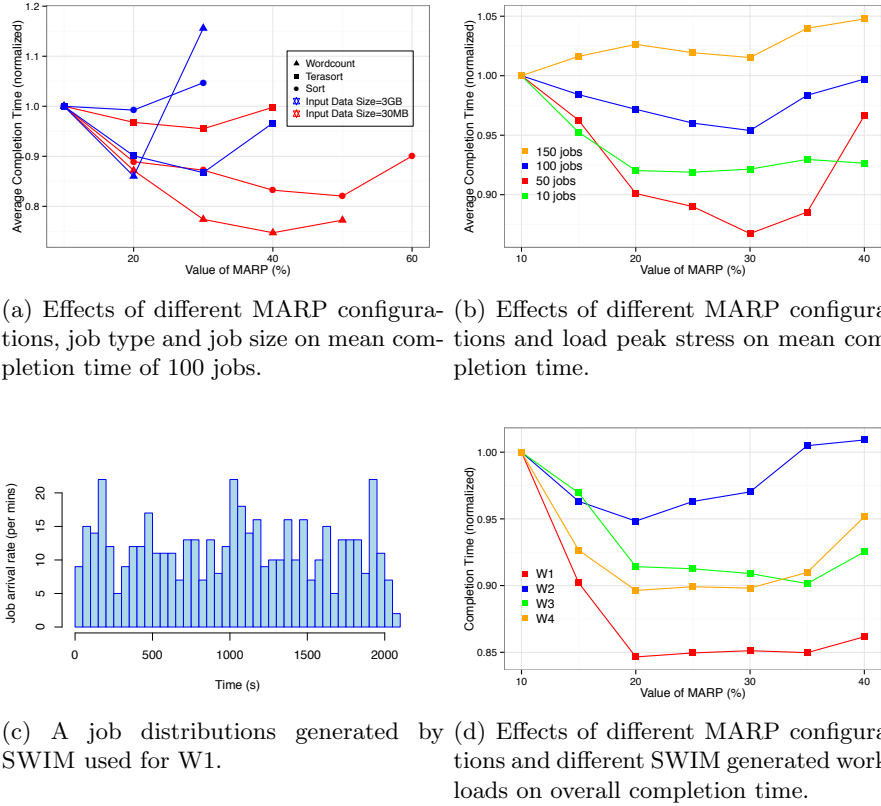 1.2
1.1
1.0
0.9
0.8
Average Completion Time (normalized)
Wordcount
Terasort
Sort
Input Data Size=3GB
Input Data Size=30MB
20 40 60
Value of MARP (%)
(a) Effects of different MARP configura-
tions, job type and job size on mean com-
pletion time of 100 jobs.
1.05
1.00
0.95
0.90
Average Completion Time (normalized)
150 jobs
100 jobs
50 jobs
10 jobs
10 20 30 40
Value of MARP (%)
(b) Effects of different MARP configura
tions and load peak stress on mean com
pletion time.
Job arrival rate (per mins)
20
15
10
5
0
0 500 1000 1500 2000
Time (s)
(c) A job distributions generated by
SWIM used for W1.
1.00
0.95
0.90
0.85
Completion Time (normalized)
W1
W2
W3
W4
10 20 30 40
Value of MARP (%)
(d) Effects of different MARP configura
tions and different SWIM generated work
loads on overall completion time.